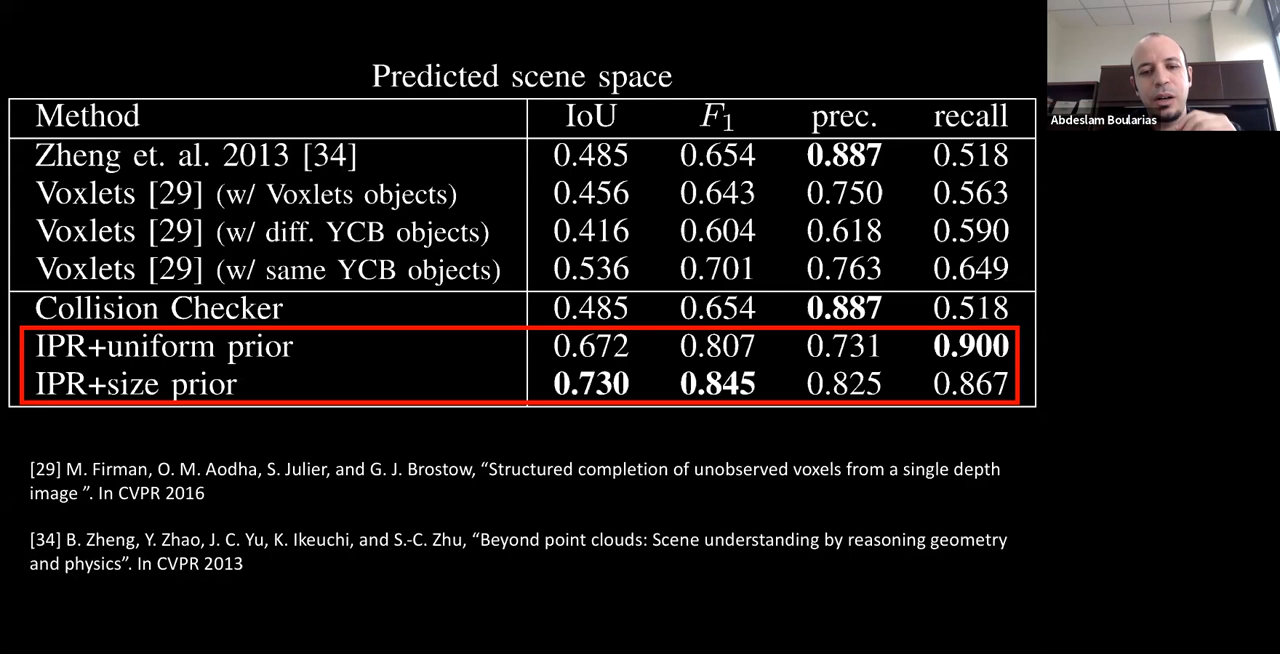 Predicted scene space
Method IoU F1 prec. recall
Zheng et. al. 2013 [34] 0.485 0.654 0.887 0.518
Voxlets [29] (w/ Voxlets objects) 0.456 0.643 0.750 0.563
Voxlets [29] (w/ diff. YCB objects) 0.416 0.604 0.618 0.590
Voxlets [29] (w/ same YCB objects) 0.536 0.701 0.763 0.649
Collision Checker 0.485 0.654 0.887 0.518
IPR+uniform prior 0.672 0.807 0.731 0.900
IPR+size prior 0.730 0.845 0.825 0.867
[29] M. Firman, O. M. Aodha, S. Julier, and G. J. Brostow, “Structured completion of unobserved voxels from a single depth
image ”. In CVPR 2016
[34] B. Zheng, Y. Zhao, J. C. Yu, K. Ikeuchi, and S.-C. Zhu, “Beyond point clouds: Scene understanding by reasoning geometry
and physics”. In CVPR 2013
Abdeslam Boularias